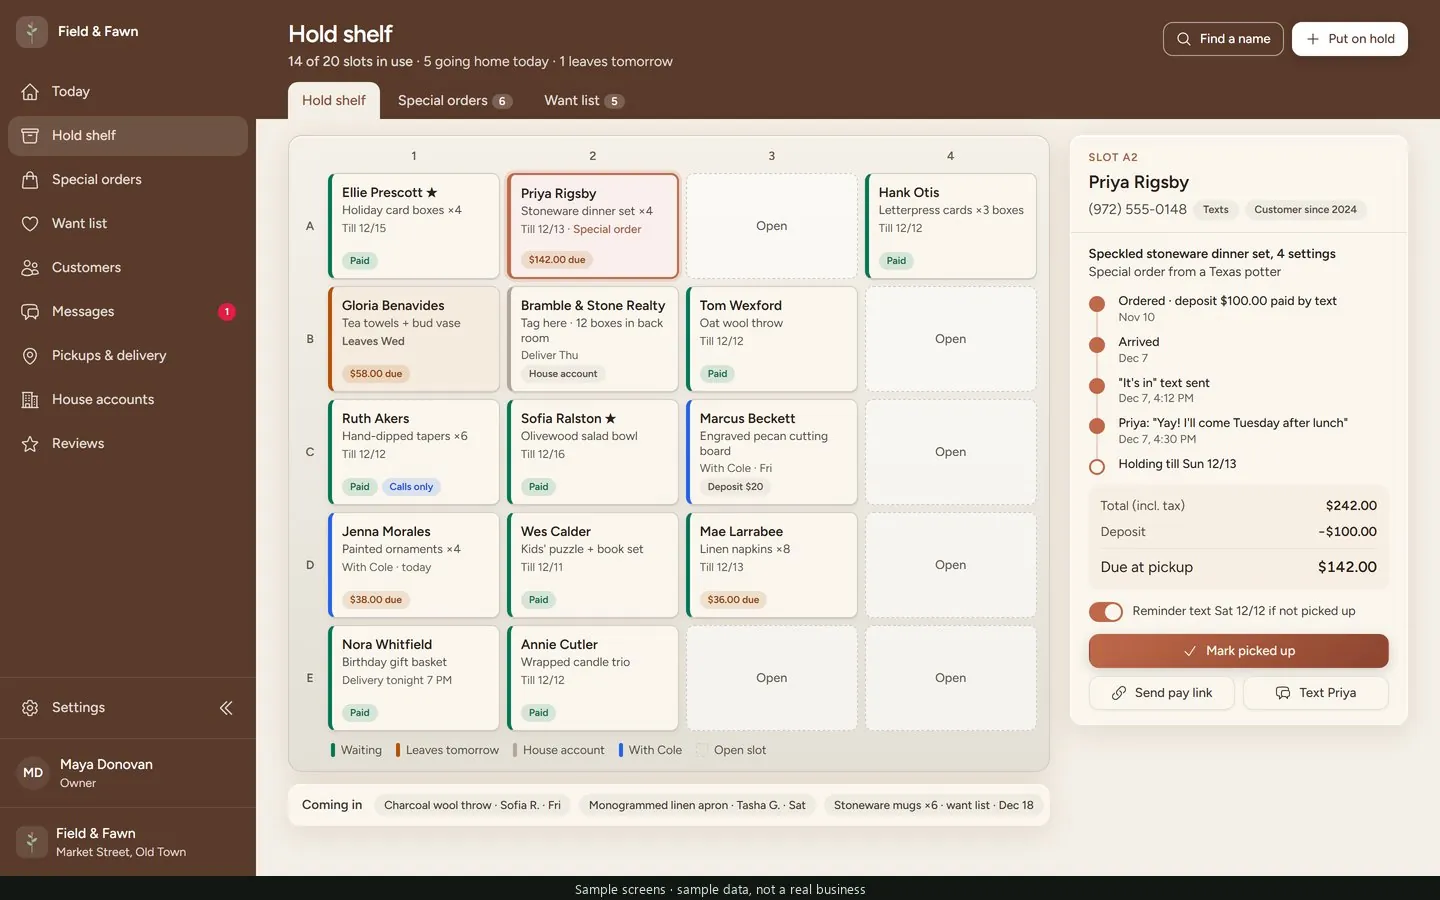 Field & Fawn
Today
Hold shelf
Special orders
Want list
Customers
Messages
1
Pickups & delivery
House accounts
Reviews
Settings
MD
Maya Donovan
Owner
Field & Fawn
Market Street, Old Town
Hold shelf
14 of 20 slots in use · 5 going home today · 1 leaves tomorrow
Find a name
Put on hold
Hold shelf
Special orders 6
Want list 5
1 2 3 4
A
Ellie Prescott ★
Holiday card boxes ×4
Till 12/15
Paid
Priya Rigsby
Stoneware dinner set ×4
Till 12/13 · Special order
$142.00 due
Open
Hank Otis
Letterpress cards ×3 boxes
Till 12/12
Paid
B
Gloria Benavides
Tea towels + bud vase
Leaves Wed
$58.00 due
Bramble & Stone Realty
Tag here · 12 boxes in back
room
Deliver Thu
House account
Tom Wexford
Oat wool throw
Till 12/12
Paid
Open
C
Ruth Akers
Hand-dipped tapers ×6
Till 12/12
Paid
Calls only
Sofia Ralston ★
Olivewood salad bowl
Till 12/16
Paid
Marcus Beckett
Engraved pecan cutting
board
With Cole · Fri
Deposit $20
Open
D
Jenna Morales
Painted ornaments ×4
With Cole · today
$38.00 due
Wes Calder
Kids' puzzle + book set
Till 12/11
Paid
Mae Larrabee
Linen napkins ×8
Till 12/13
$36.00 due
Open
E
Nora Whitfield
Birthday gift basket
Delivery tonight 7 PM
Paid
Annie Cutler
Wrapped candle trio
Till 12/12
Paid
Open
Open
Waiting
Leaves tomorrow
House account
With Cole
Open slot
Coming in
Charcoal wool throw · Sofia R. · Fri
Monogrammed linen apron · Tasha G. · Sat
Stoneware mugs ×6 · want list · Dec 18
SLOT A2
Priya Rigsby
(972) 555-0148
Texts
Customer since 2024
Speckled stoneware dinner set, 4 settings
Special order from a Texas potter
Ordered · deposit $100.00 paid by text
Nov 10
Arrived
Dec 7
"It's in" text sent
Dec 7, 4:12 PM
Priya: "Yay! I'll come Tuesday after lunch"
Dec 7, 4:30 PM
Holding till Sun 12/13
Total (incl. tax) $242.00
Deposit −$100.00
Due at pickup $142.00
Reminder text Sat 12/12 if not picked up
Mark picked up
Send pay link
Text Priya
Sample screens · sample data, not a real business